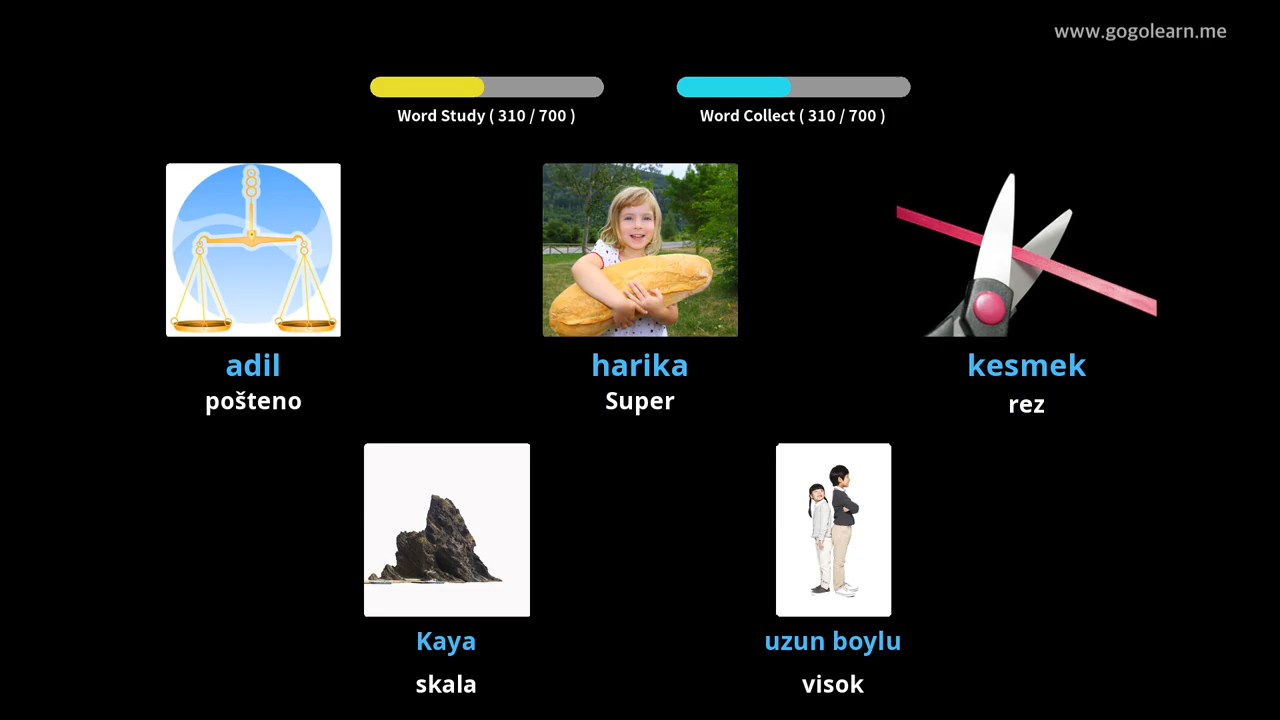 www.gogolearn.me
Word Study ( 310 / 700 )
Word Collect ( 310 / 700 )
adil
pošteno
harika
Super
kesmek
rez
Kaya
skala
uzun boylu
visok